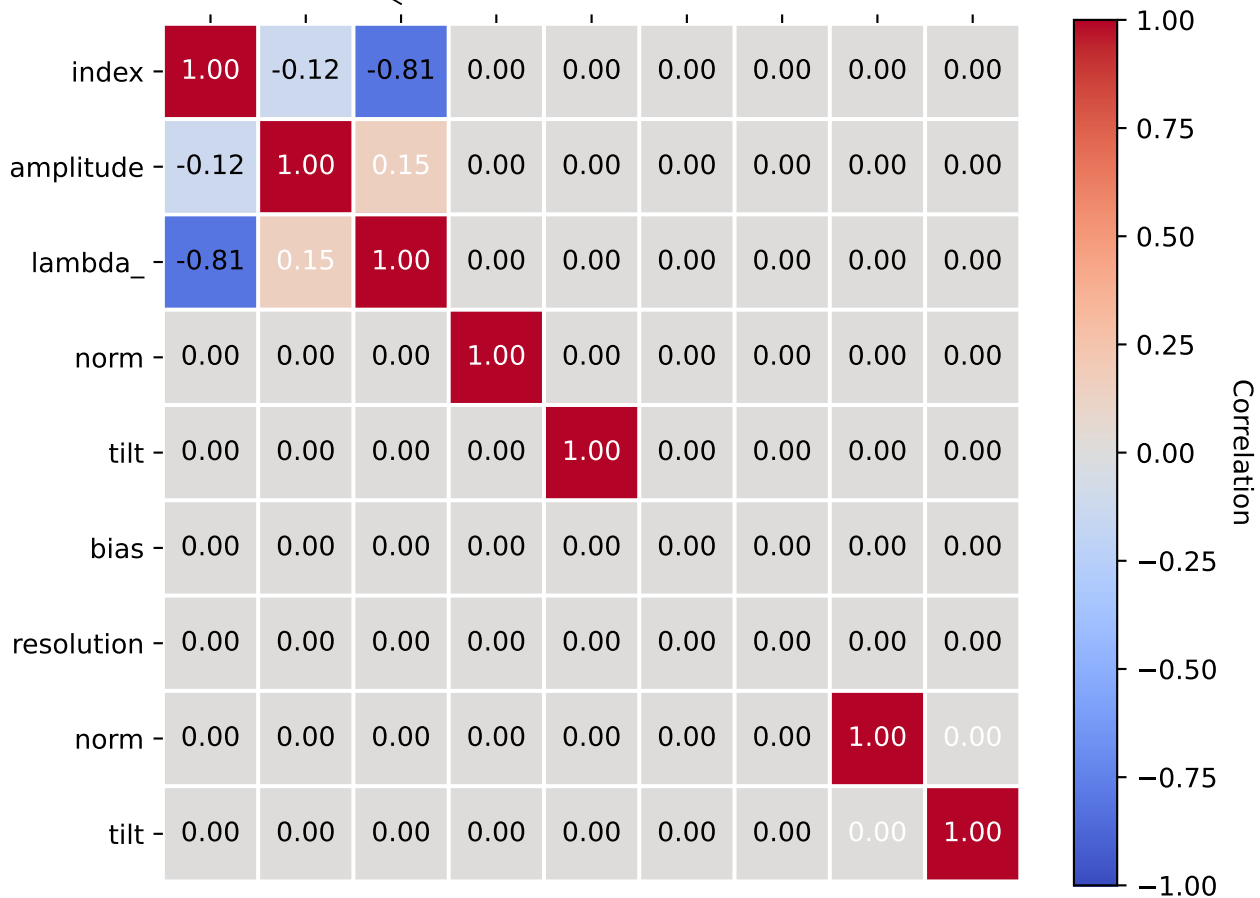 index 1.00 -0.12 -0.81 0.00 0.00 0.00 0.00 0.00 0.00
amplitude -0.12 1.00 0.15 0.00 0.00 0.00 0.00 0.00 0.00
lambda_ -0.81 0.15 1.00 0.00 0.00 0.00 0.00 0.00 0.00
norm 0.00 0.00 0.00 1.00 0.00 0.00 0.00 0.00 0.00
tilt 0.00 0.00 0.00 0.00 1.00 0.00 0.00 0.00 0.00
bias 0.00 0.00 0.00 0.00 0.00 0.00 0.00 0.00 0.00
resolution 0.00 0.00 0.00 0.00 0.00 0.00 0.00 0.00 0.00
norm 0.00 0.00 0.00 0.00 0.00 0.00 0.00 1.00 0.00
tilt 0.00 0.00 0.00 0.00 0.00 0.00 0.00 0.00 1.00
1.00
0.75
0.50
0.25
0.00
−0.25
−0.50
−0.75
−1.00
Correlation